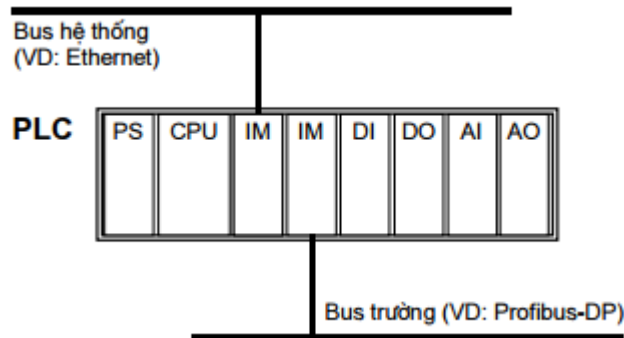 Bus hệ thống
(VD: Ethernet)
PLC
PS CPU IM IM DI DO AI AO
Bus trường (VD: Profibus-DP)